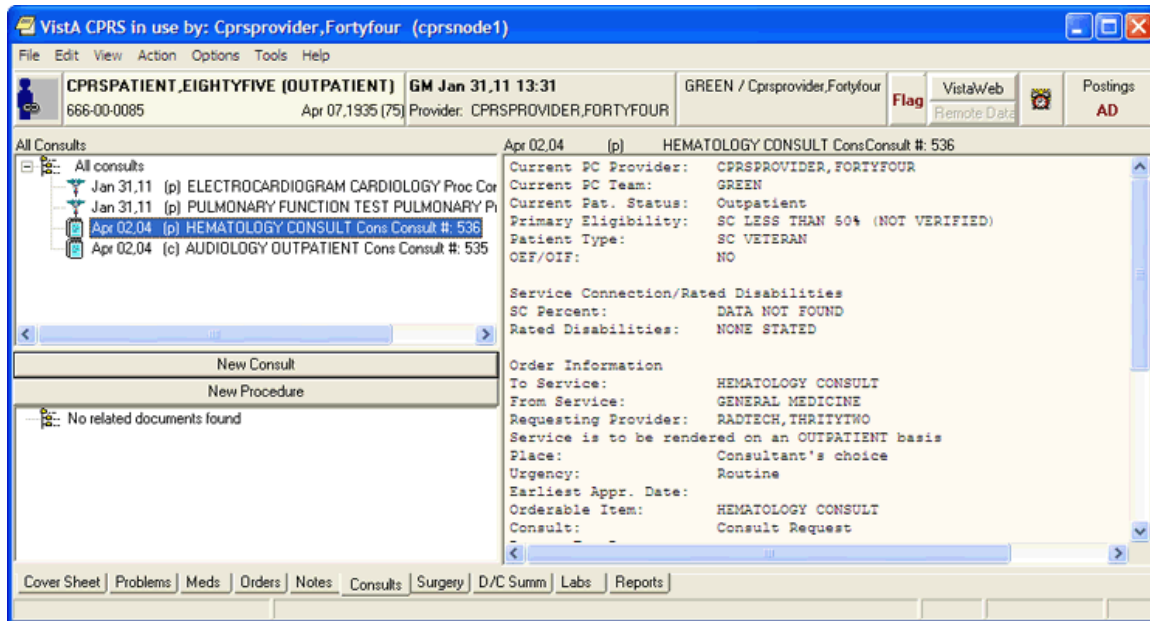 VistA CPRS in use by: Cprsprovider,Fortyfour (cprsnode1)
File Edit View Action Options Tools Help
CPRSPATIENT,EIGHTYFIVE (OUTPATIENT) GM Jan 31,11 13:31 GREEN / Cprsprovider,Fortyfour Flag VistaWeb Postings
666-00-0085 Apr 07,1935 (75) Provider: CPRSPROVIDER,FORTYFOUR Remote Data AD
All Consults
All consults
Jan 31,11 (p) ELECTROCARDIOGRAM CARDIOLOGY Proc Cor
Jan 31,11 (p) PULMONARY FUNCTION TEST PULMONARY P
Apr 02,04 (p) HEMATOLOGY CONSULT Cons Consult #: 536
Apr 02,04 (c) AUDIOLOGY OUTPATIENT Cons Consult #: 535
New Consult
New Procedure
No related documents found
Apr 02,04 (p) HEMATOLOGY CONSULT ConsConsult #: 536
Current PC Provider: CPRSPROVIDER,FORTYFOUR
Current PC Team: GREEN
Current Pat. Status: Outpatient
Primary Eligibility: SC LESS THAN 50% (NOT VERIFIED)
Patient Type: SC VETERAN
OEF/OIF: NO
Service Connection/Rated Disabilities
SC Percent: DATA NOT FOUND
Rated Disabilities: NONE STATED
Order Information
To Service: HEMATOLOGY CONSULT
From Service: GENERAL MEDICINE
Requesting Provider: RADTECH,THRITYTWO
Service is to be rendered on an OUTPATIENT basis
Place: Consultant's choice
Urgency: Routine
Earliest Appr. Date:
Orderable Item: HEMATOLOGY CONSULT
Consult: Consult Request
Cover Sheet Problems Meds Orders Notes Consults Surgery D/C Summ Labs Reports